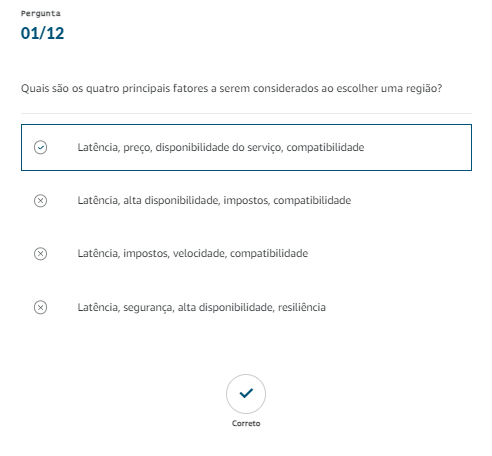 Pergunta
01/12
Quais são os quatro principais fatores a serem considerados ao escolher uma região?
Latência, preço, disponibilidade do serviço, compatibilidade
Latência, alta disponibilidade, impostos, compatibilidade
Latência, impostos, velocidade, compatibilidade
Latência, segurança, alta disponibilidade, resiliência
Correto